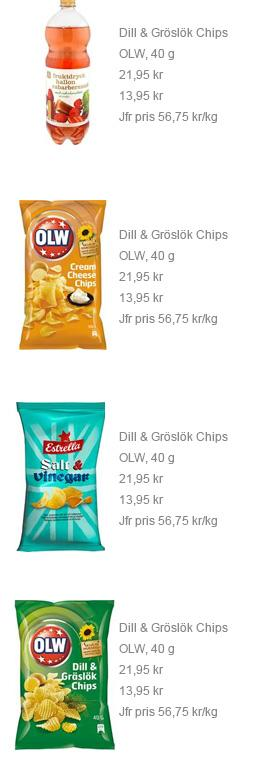 fruktdryck
hallon
rabarbersmak
Dill & Gröslök Chips
OLW, 40 g
21,95 kr
13,95 kr
Jfr pris 56,75 kr/kg
OLW
Cream
Cheese
Chips
Dill & Gröslök Chips
OLW, 40 g
21,95 kr
13,95 kr
Jfr pris 56,75 kr/kg
Estrella
Salt &
vinegar
Dill & Gröslök Chips
OLW, 40 g
21,95 kr
13,95 kr
Jfr pris 56,75 kr/kg
OLW
Dill &
Gräslök
Chips
40 G
Dill & Gröslök Chips
OLW, 40 g
21,95 kr
13,95 kr
Jfr pris 56,75 kr/kg